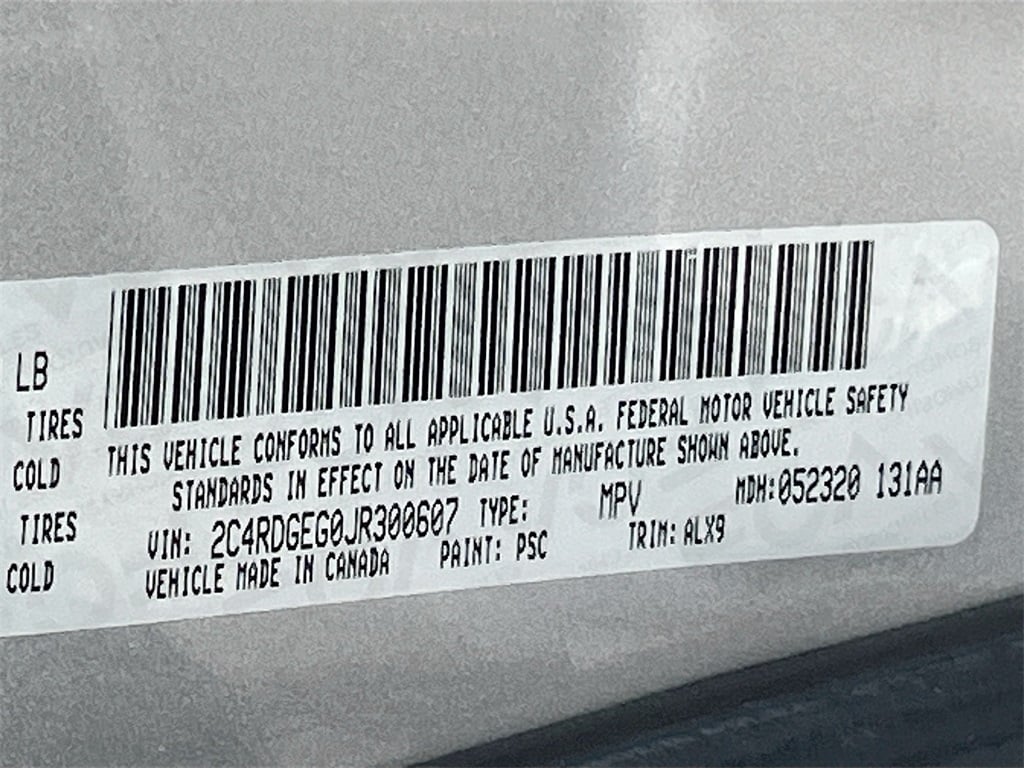 LB
TIRES
COLD
TIRES
COLD
THIS VEHICLE CONFORMS TO ALL APPLICABLE U.S.A. FEDERAL MOTOR VEHICLE SAFETY
STANDARDS IN EFFECT ON THE DATE OF MANUFACTURE SHOWN ABOVE.
VIN: 2C4RDGEG0JR300607 TYPE: MPV MDH:052320 131AA
VEHICLE MADE IN CANADA PAINT: PSC TRIM: ALX9